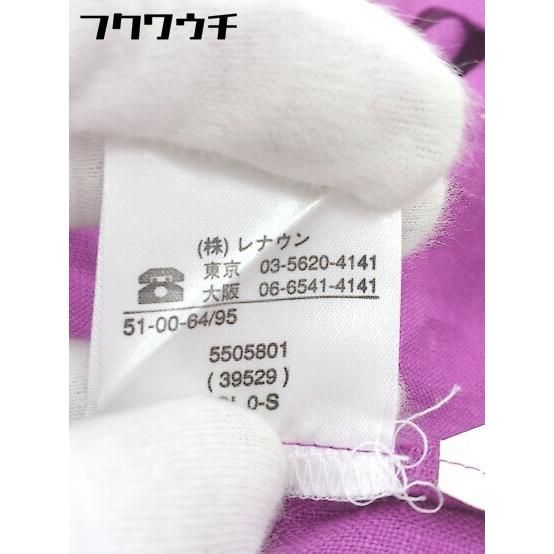 フクワウチ
(株) レナウン
東京 03-5620-4141
大阪 06-6541-4141
51-00-64/95
5505801
( 39529 )
0-S